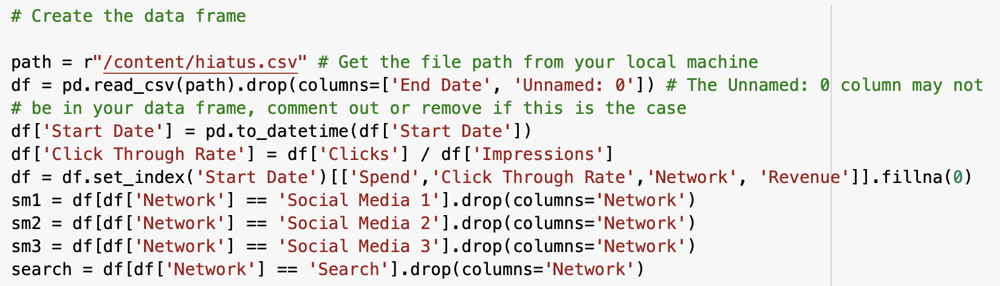 # Create the data frame
path = r"/content/hiatus.csv" # Get the file path from your local machine
df = pd.read_csv(path).drop(columns=['End Date', 'Unnamed: 0']) # The Unnamed: 0 column may not
# be in your data frame, comment out or remove if this is the case
df['Start Date'] = pd.to_datetime(df['Start Date'])
df['Click Through Rate'] = df['Clicks'] / df['Impressions']
df = df.set_index('Start Date')[['Spend','Click Through Rate','Network', 'Revenue']].fillna(0)
sm1 = df[df['Network'] == 'Social Media 1'].drop(columns='Network')
sm2 = df[df['Network'] == 'Social Media 2'].drop(columns='Network')
sm3 = df[df['Network'] == 'Social Media 3'].drop(columns='Network')
search = df[df['Network'] == 'Search'].drop(columns='Network')